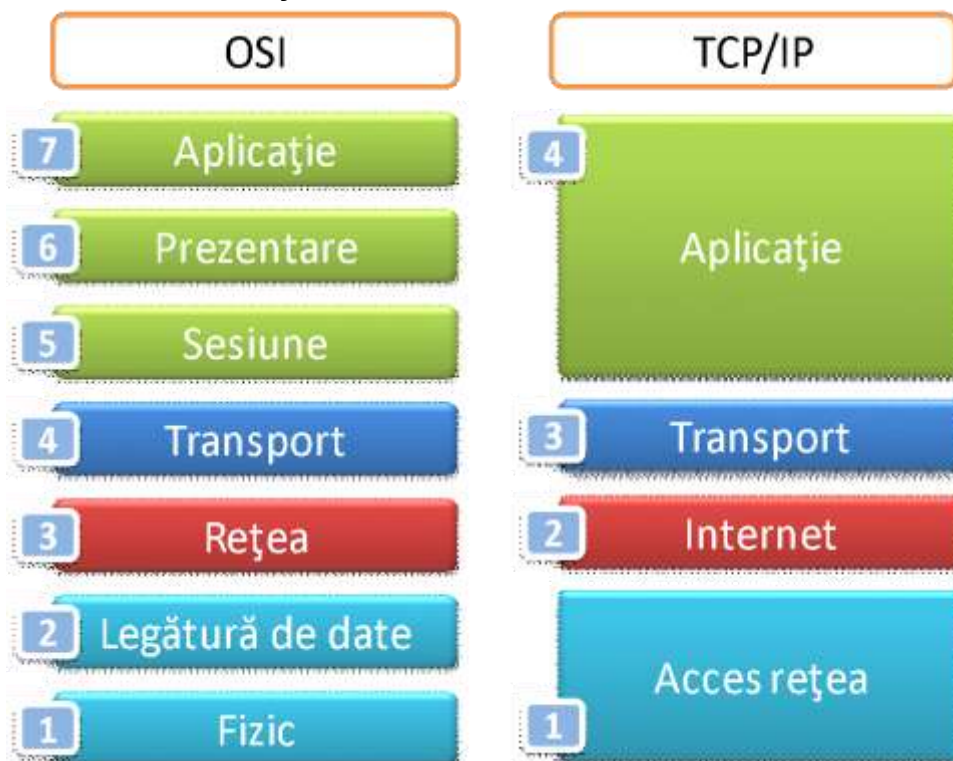 OSI
TCP/IP
7 Aplicaţie
6 Prezentare
5 Sesiune
4 Transport
3 Reţea
2 Legătură de date
1 Fizic
4 Aplicaţie
3 Transport
2 Internet
1 Acces reţea